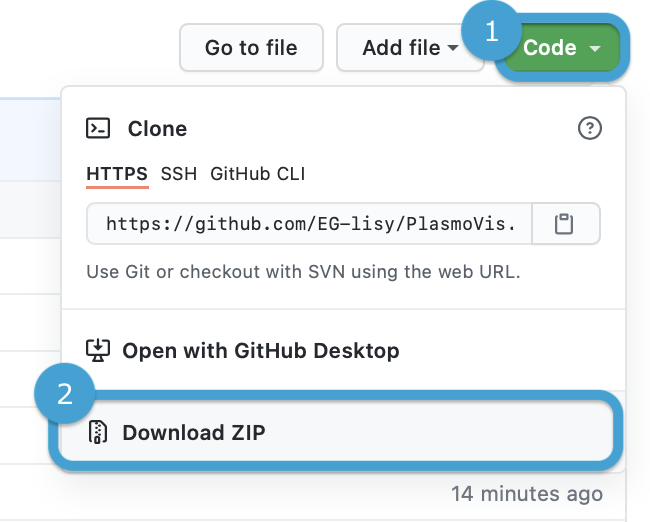 Go to file Add file 1 Code
Clone
HTTPS SSH GitHub CLI
https://github.com/EG-lisy/PlasmoVis.
Use Git or checkout with SVN using the web URL.
Open with GitHub Desktop
2
Download ZIP
14 minutes ago